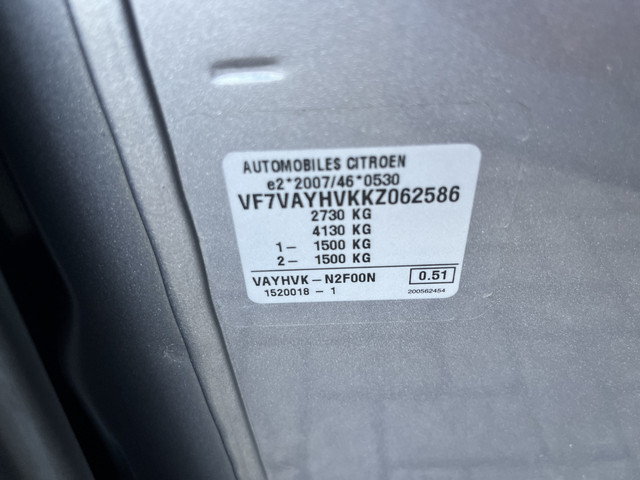 AUTOMOBILES CITROEN
e2*2007/46*0530
VF7VAYHVKKZ062586
2730 KG
4130 KG
1– 1500 KG
2– 1500 KG
VAYHVK–N2F00N 0.51
1520018 – 1 200562454